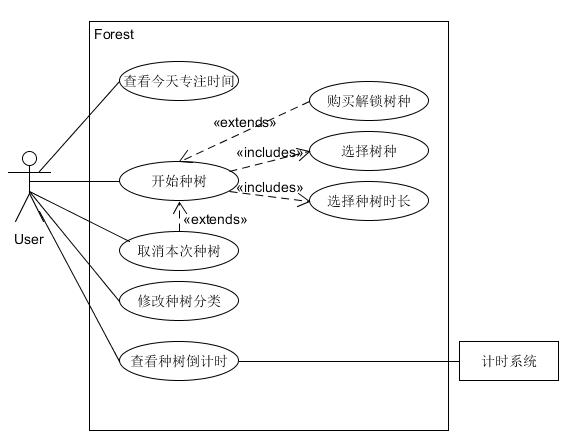 Forest
查看今天专注时间
购买解锁树种
«extends»
选择树种
«includes»
开始种树
«includes»
选择种树时长
«extends»
User
取消本次种树
修改种树分类
查看种树倒计时
计时系统